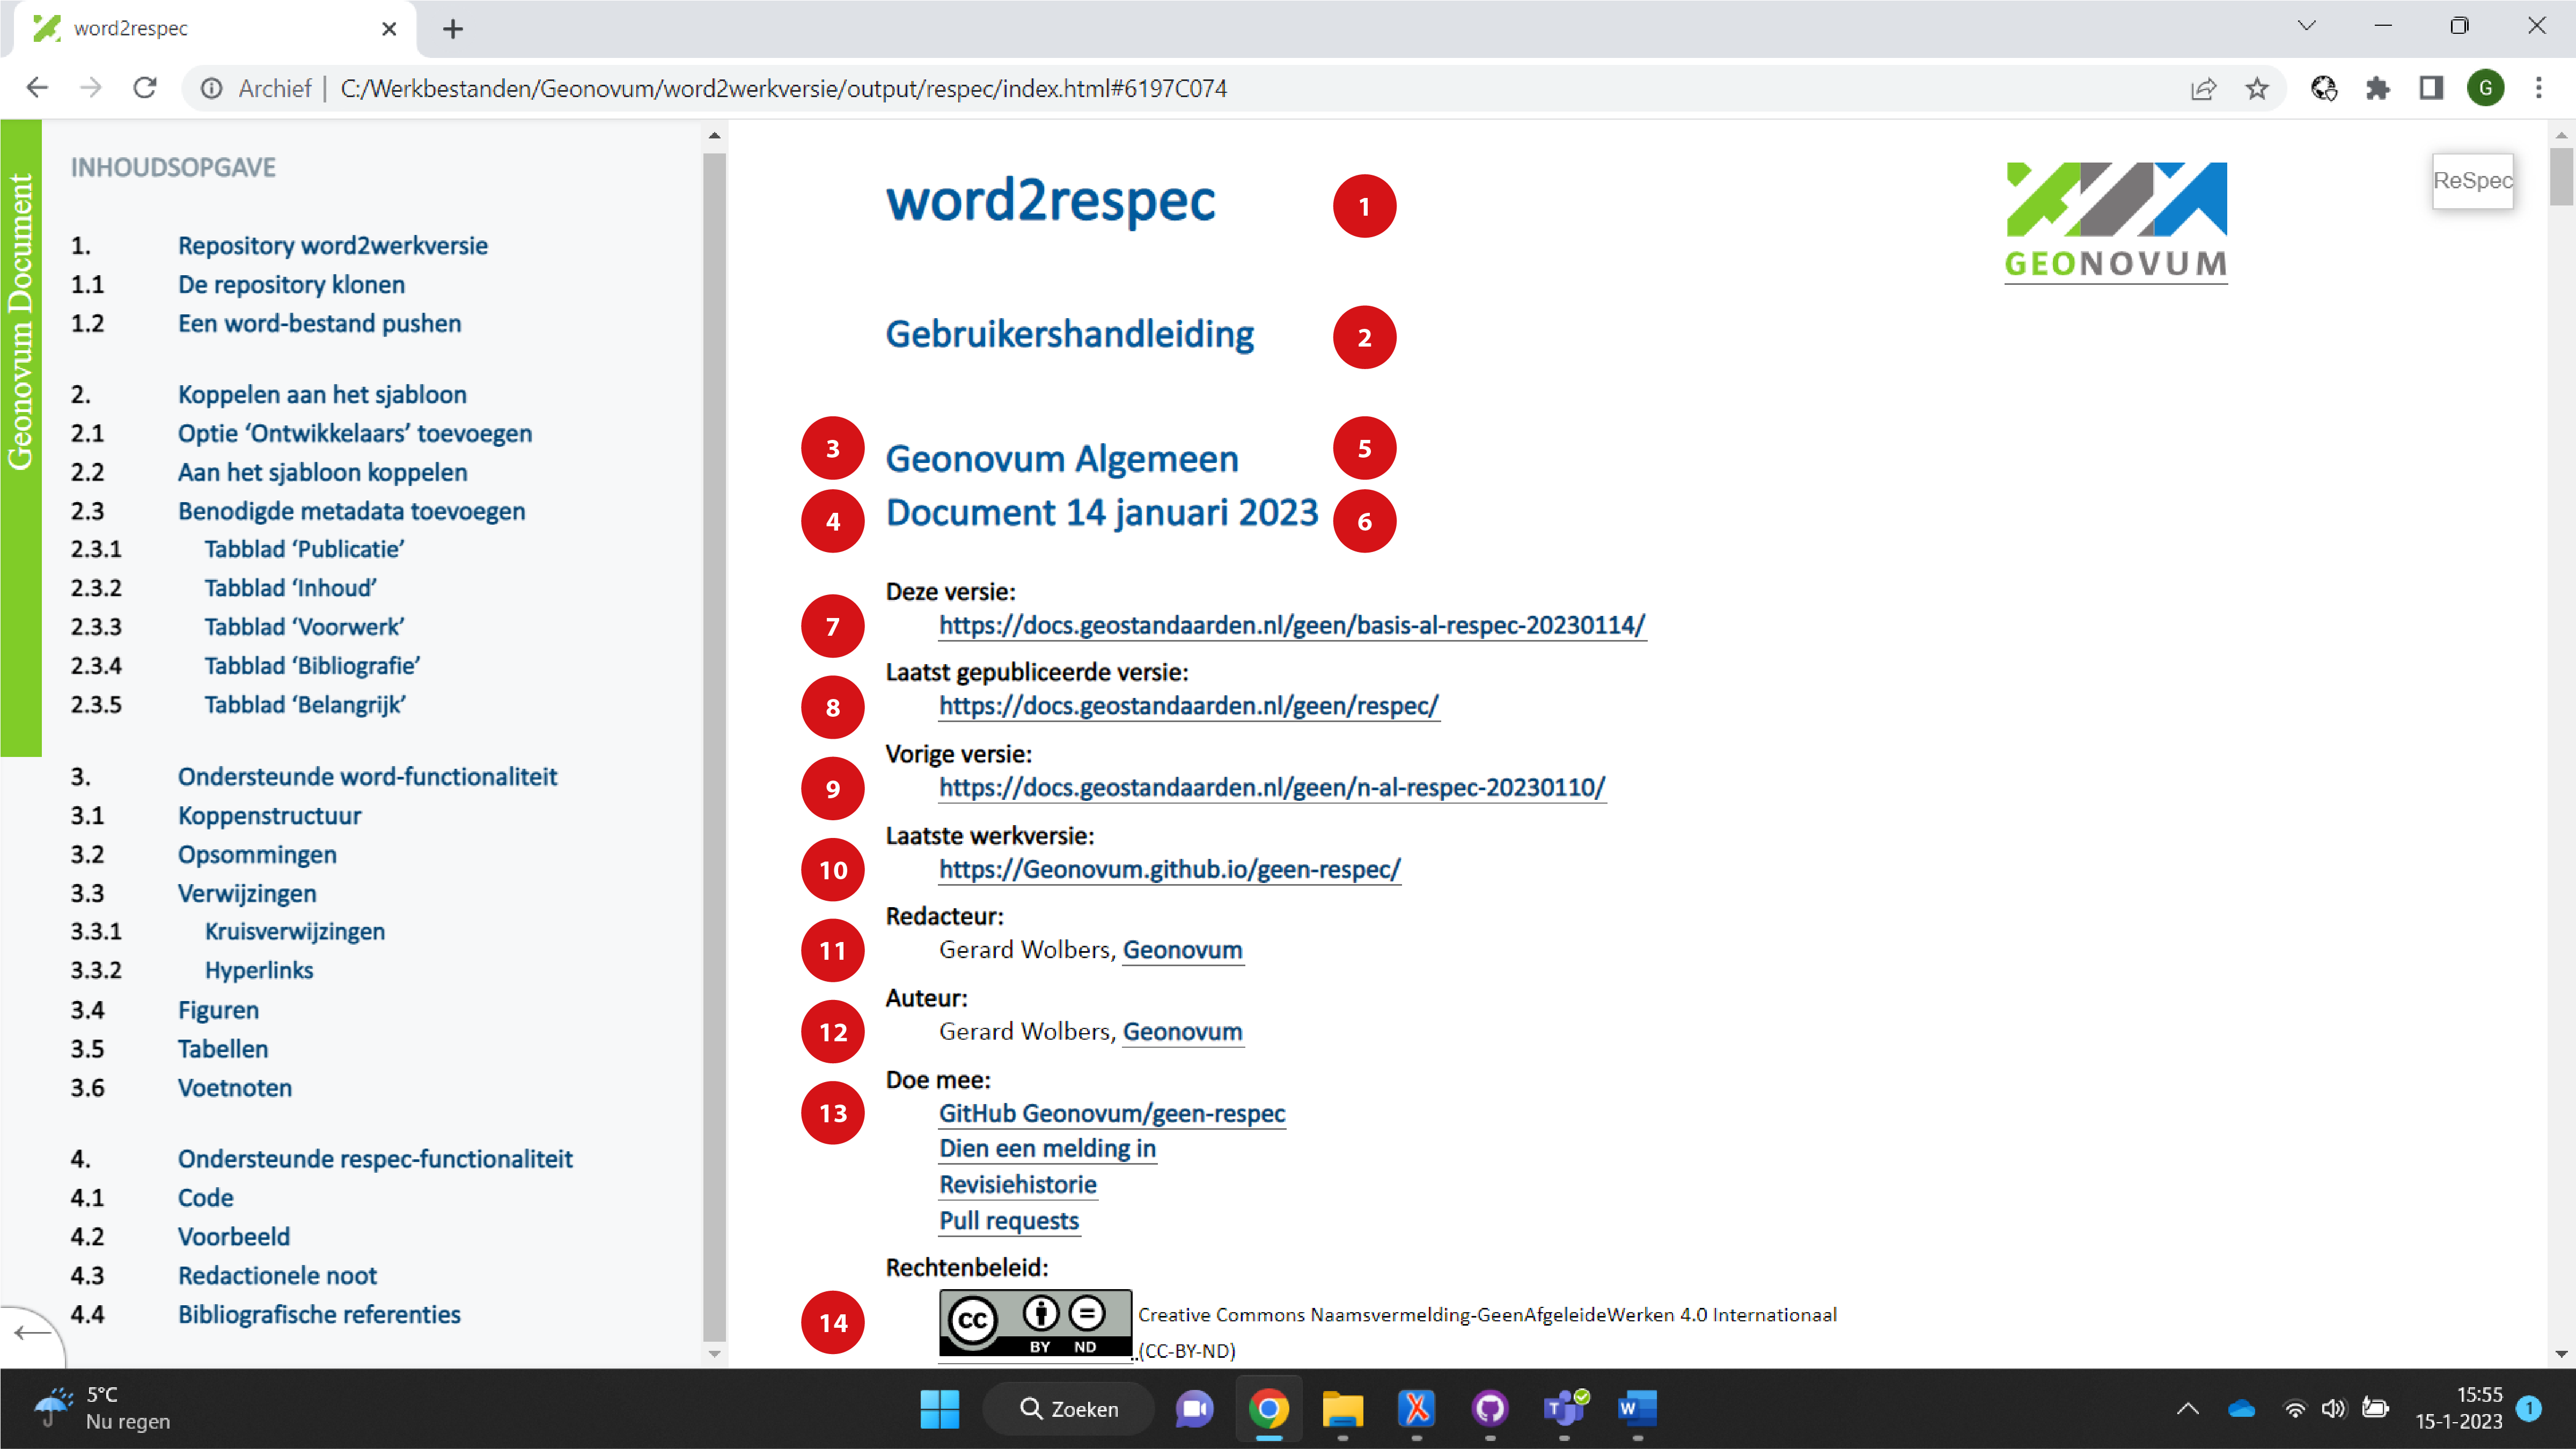 word2respec
Archief | C:/Werkbestanden/Geonovum/word2werkversie/output/respec/index.html#6197C074
G
Geonovum Document
INHOUDSOPGAVE
1. Repository word2werkversie
1.1 De repository klonen
1.2 Een word-bestand pushen
2. Koppelen aan het sjabloon
2.1 Optie ‘Ontwikkelaars’ toevoegen
2.2 Aan het sjabloon koppelen
2.3 Benodigde metadata toevoegen
2.3.1 Tabblad ‘Publicatie’
2.3.2 Tabblad ‘Inhoud’
2.3.3 Tabblad ‘Voorwerk’
2.3.4 Tabblad ‘Bibliografie’
2.3.5 Tabblad ‘Belangrijk’
3. Ondersteunde word-functionaliteit
3.1 Koppenstructuur
3.2 Opsommingen
3.3 Verwijzingen
3.3.1 Kruisverwijzingen
3.3.2 Hyperlinks
3.4 Figuren
3.5 Tabellen
3.6 Voetnoten
4. Ondersteunde respec-functionaliteit
4.1 Code
4.2 Voorbeeld
4.3 Redactionele noot
4.4 Bibliografische referenties
word2respec 1
GEONOVUM
ReSpec
Gebruikershandleiding 2
3 Geonovum Algemeen 5
4 Document 14 januari 2023 6
Deze versie:
7 https://docs.geostandaarden.nl/geen/basis-al-respec-20230114/
Laatst gepubliceerde versie:
8 https://docs.geostandaarden.nl/geen/respec/
Vorige versie:
9 https://docs.geostandaarden.nl/geen/n-al-respec-20230110/
Laatste werkversie:
10 https://Geonovum.github.io/geen-respec/
Redacteur:
11 Gerard Wolbers, Geonovum
Auteur:
12 Gerard Wolbers, Geonovum
Doe mee:
13 GitHub Geonovum/geen-respec
Dien een melding in
Revisiehistorie
Pull requests
Rechtenbeleid:
14 cc BY ND Creative Commons Naamsvermelding-GeenAfgeleideWerken 4.0 Internationaal
(CC-BY-ND)
5°C
Nu regen
Zoeken
15:55
15-1-2023
1